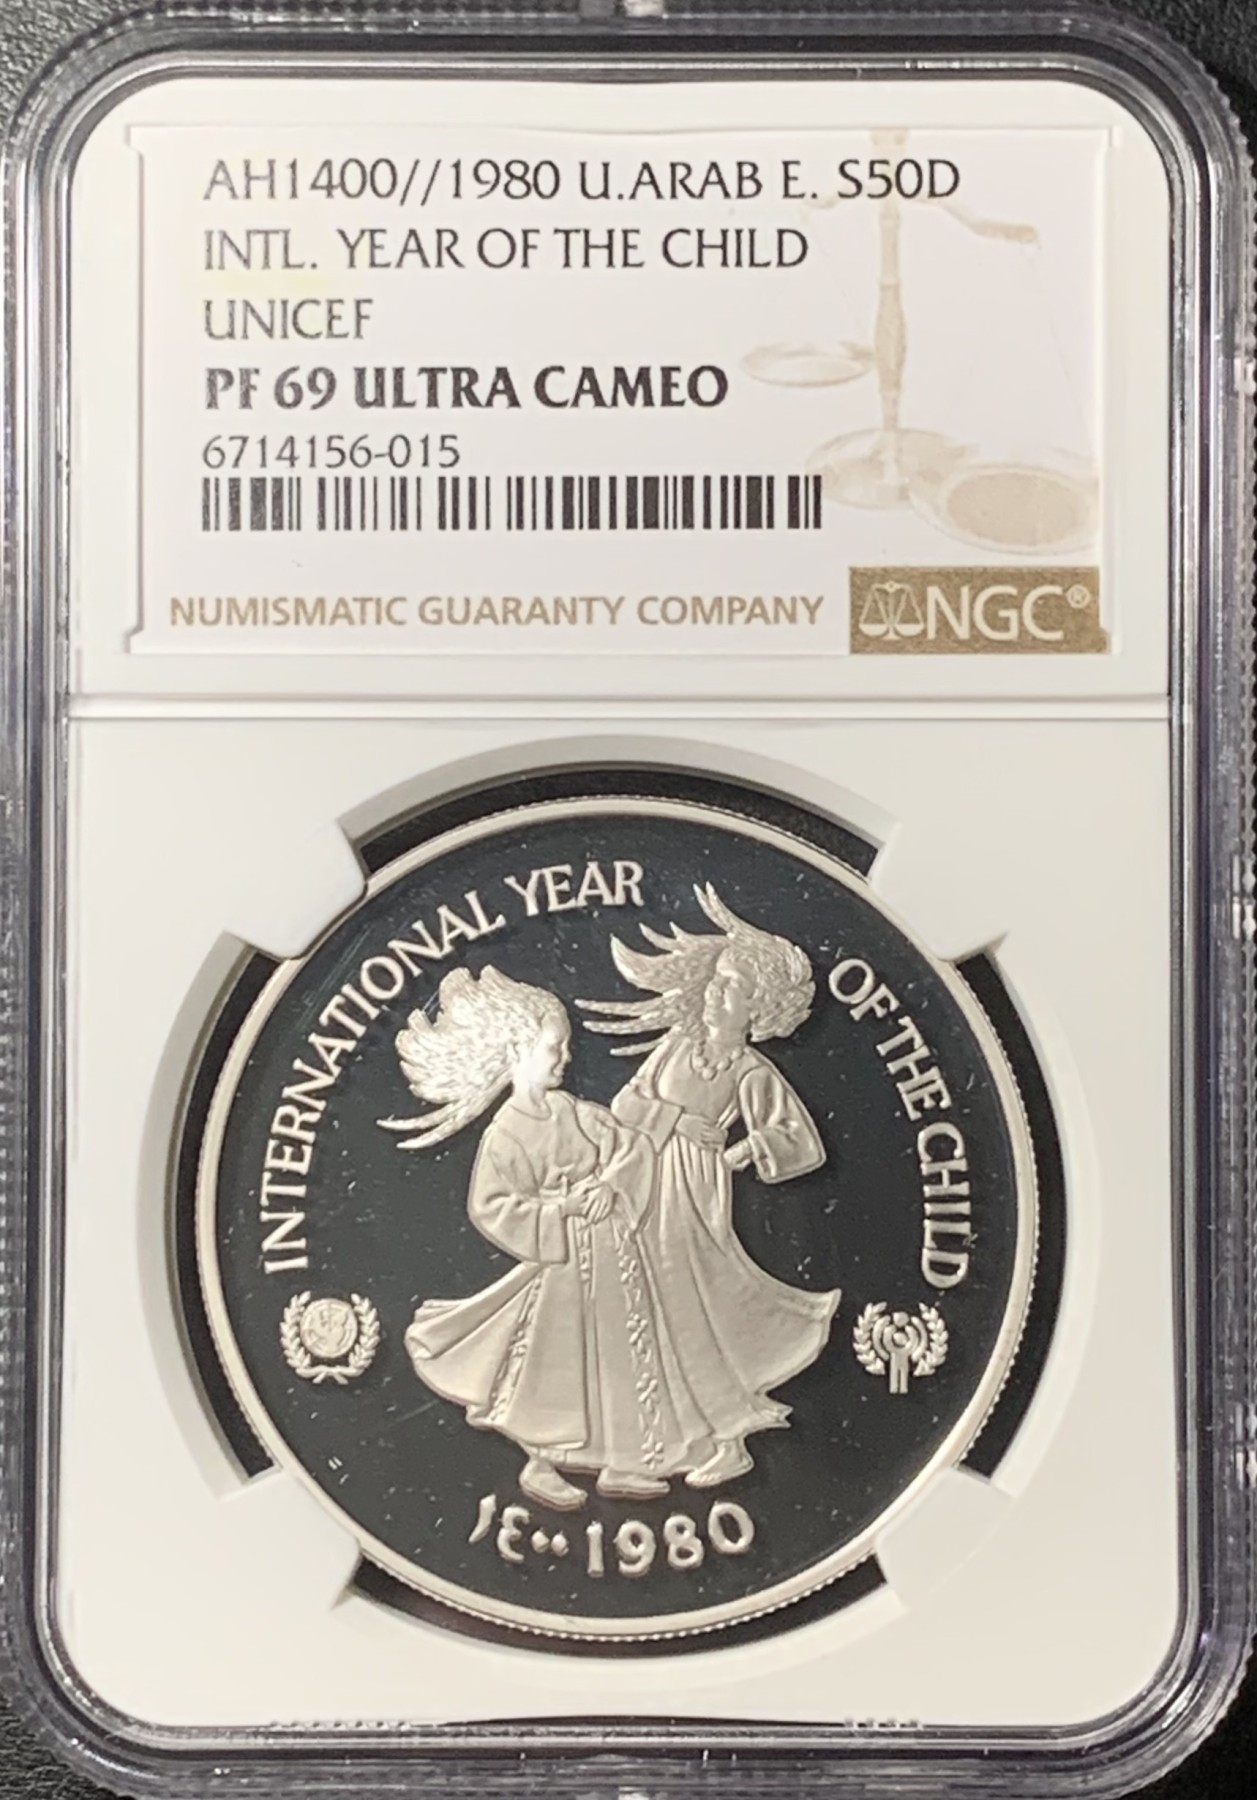 AH1400//1980 U.ARAB E. S50D
INTL. YEAR OF THE CHILD
UNICEF
PF 69 ULTRA CAMEO
6714156-015
NUMISMATIC GUARANTY COMPANY
NGC®
INTERNATIONAL YEAR
OF THE CHILD
١٤٠٠ 1980